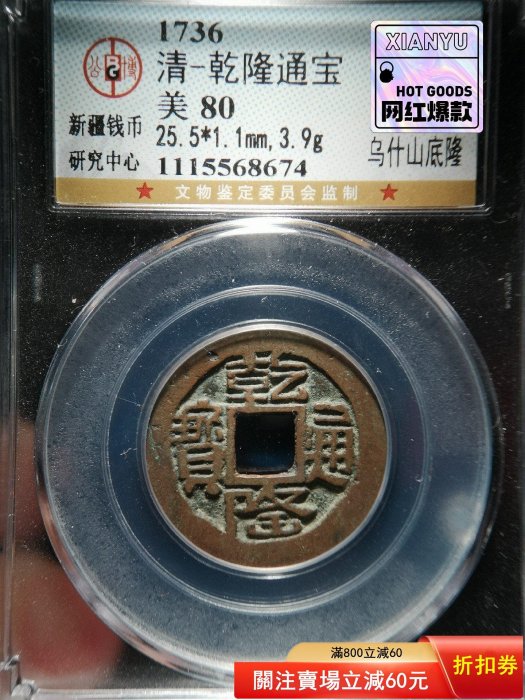 1736
清-乾隆通宝
美 80
25.5*1.1mm, 3.9g
1115568674
公博
新疆钱币
研究中心
XIANYU
HOT GOODS
网红爆款
乌什山底隆
★ 文物鉴定委员会监制 ★
乾
隆
通
寳
滿800立減60
關注賣場立減60元
折扣券